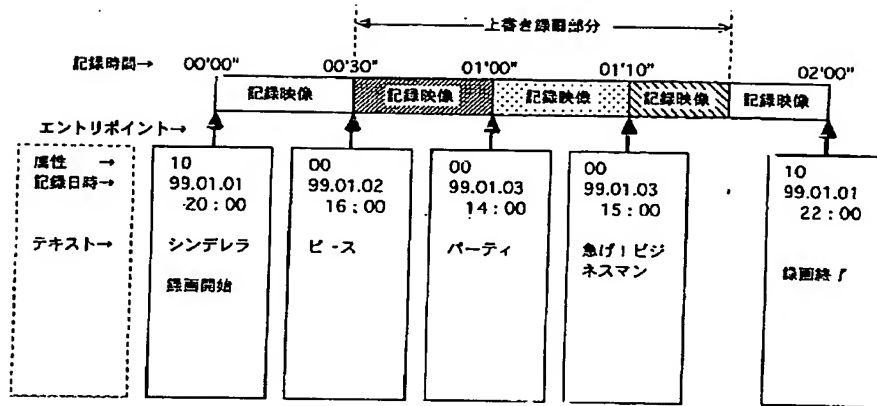 上書き録画部分
記録時間→ 00'00" 00'30" 01'00" 01'10" 02'00"
記録映像 記録映像 記録映像 記録映像 記録映像
エントリポイント→
属性 → 10 00 00 00 10
記録日時→ 99.01.01 99.01.02 99.01.03 99.01.03 99.01.01
20:00 16:00 14:00 15:00 22:00
テキスト→ シンデレラ ピ-ス パーティ 急げ!ビジ
ネスマン
録画開始 録画終了